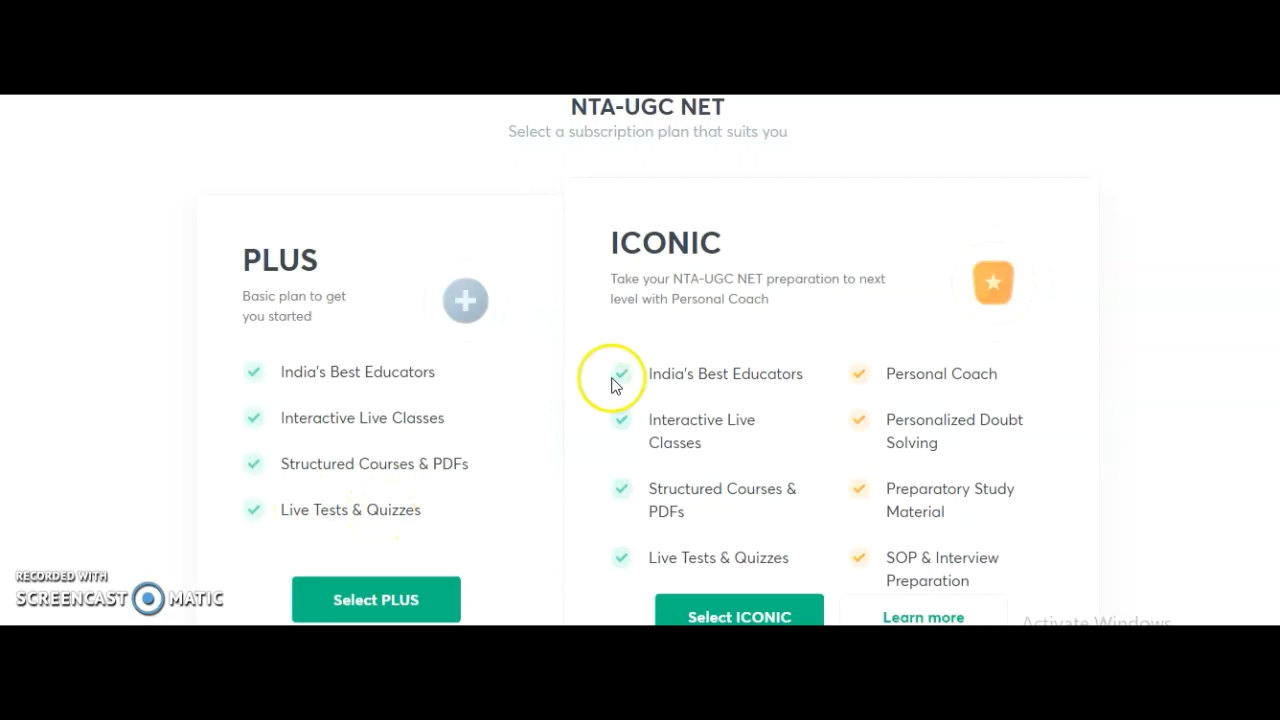 NTA-UGC NET
Select a subscription plan that suits you
PLUS
Basic plan to get
you started
India's Best Educators
Interactive Live Classes
Structured Courses & PDFs
Live Tests & Quizzes
Select PLUS
ICONIC
Take your NTA-UGC NET preparation to next
level with Personal Coach
India's Best Educators
Interactive Live
Classes
Structured Courses &
PDFs
Live Tests & Quizzes
Personal Coach
Personalized Doubt
Solving
Preparatory Study
Material
SOP & Interview
Preparation
Select ICONIC
Learn more
Activate Windows
RECORDED WITH
SCREENCAST MATIC